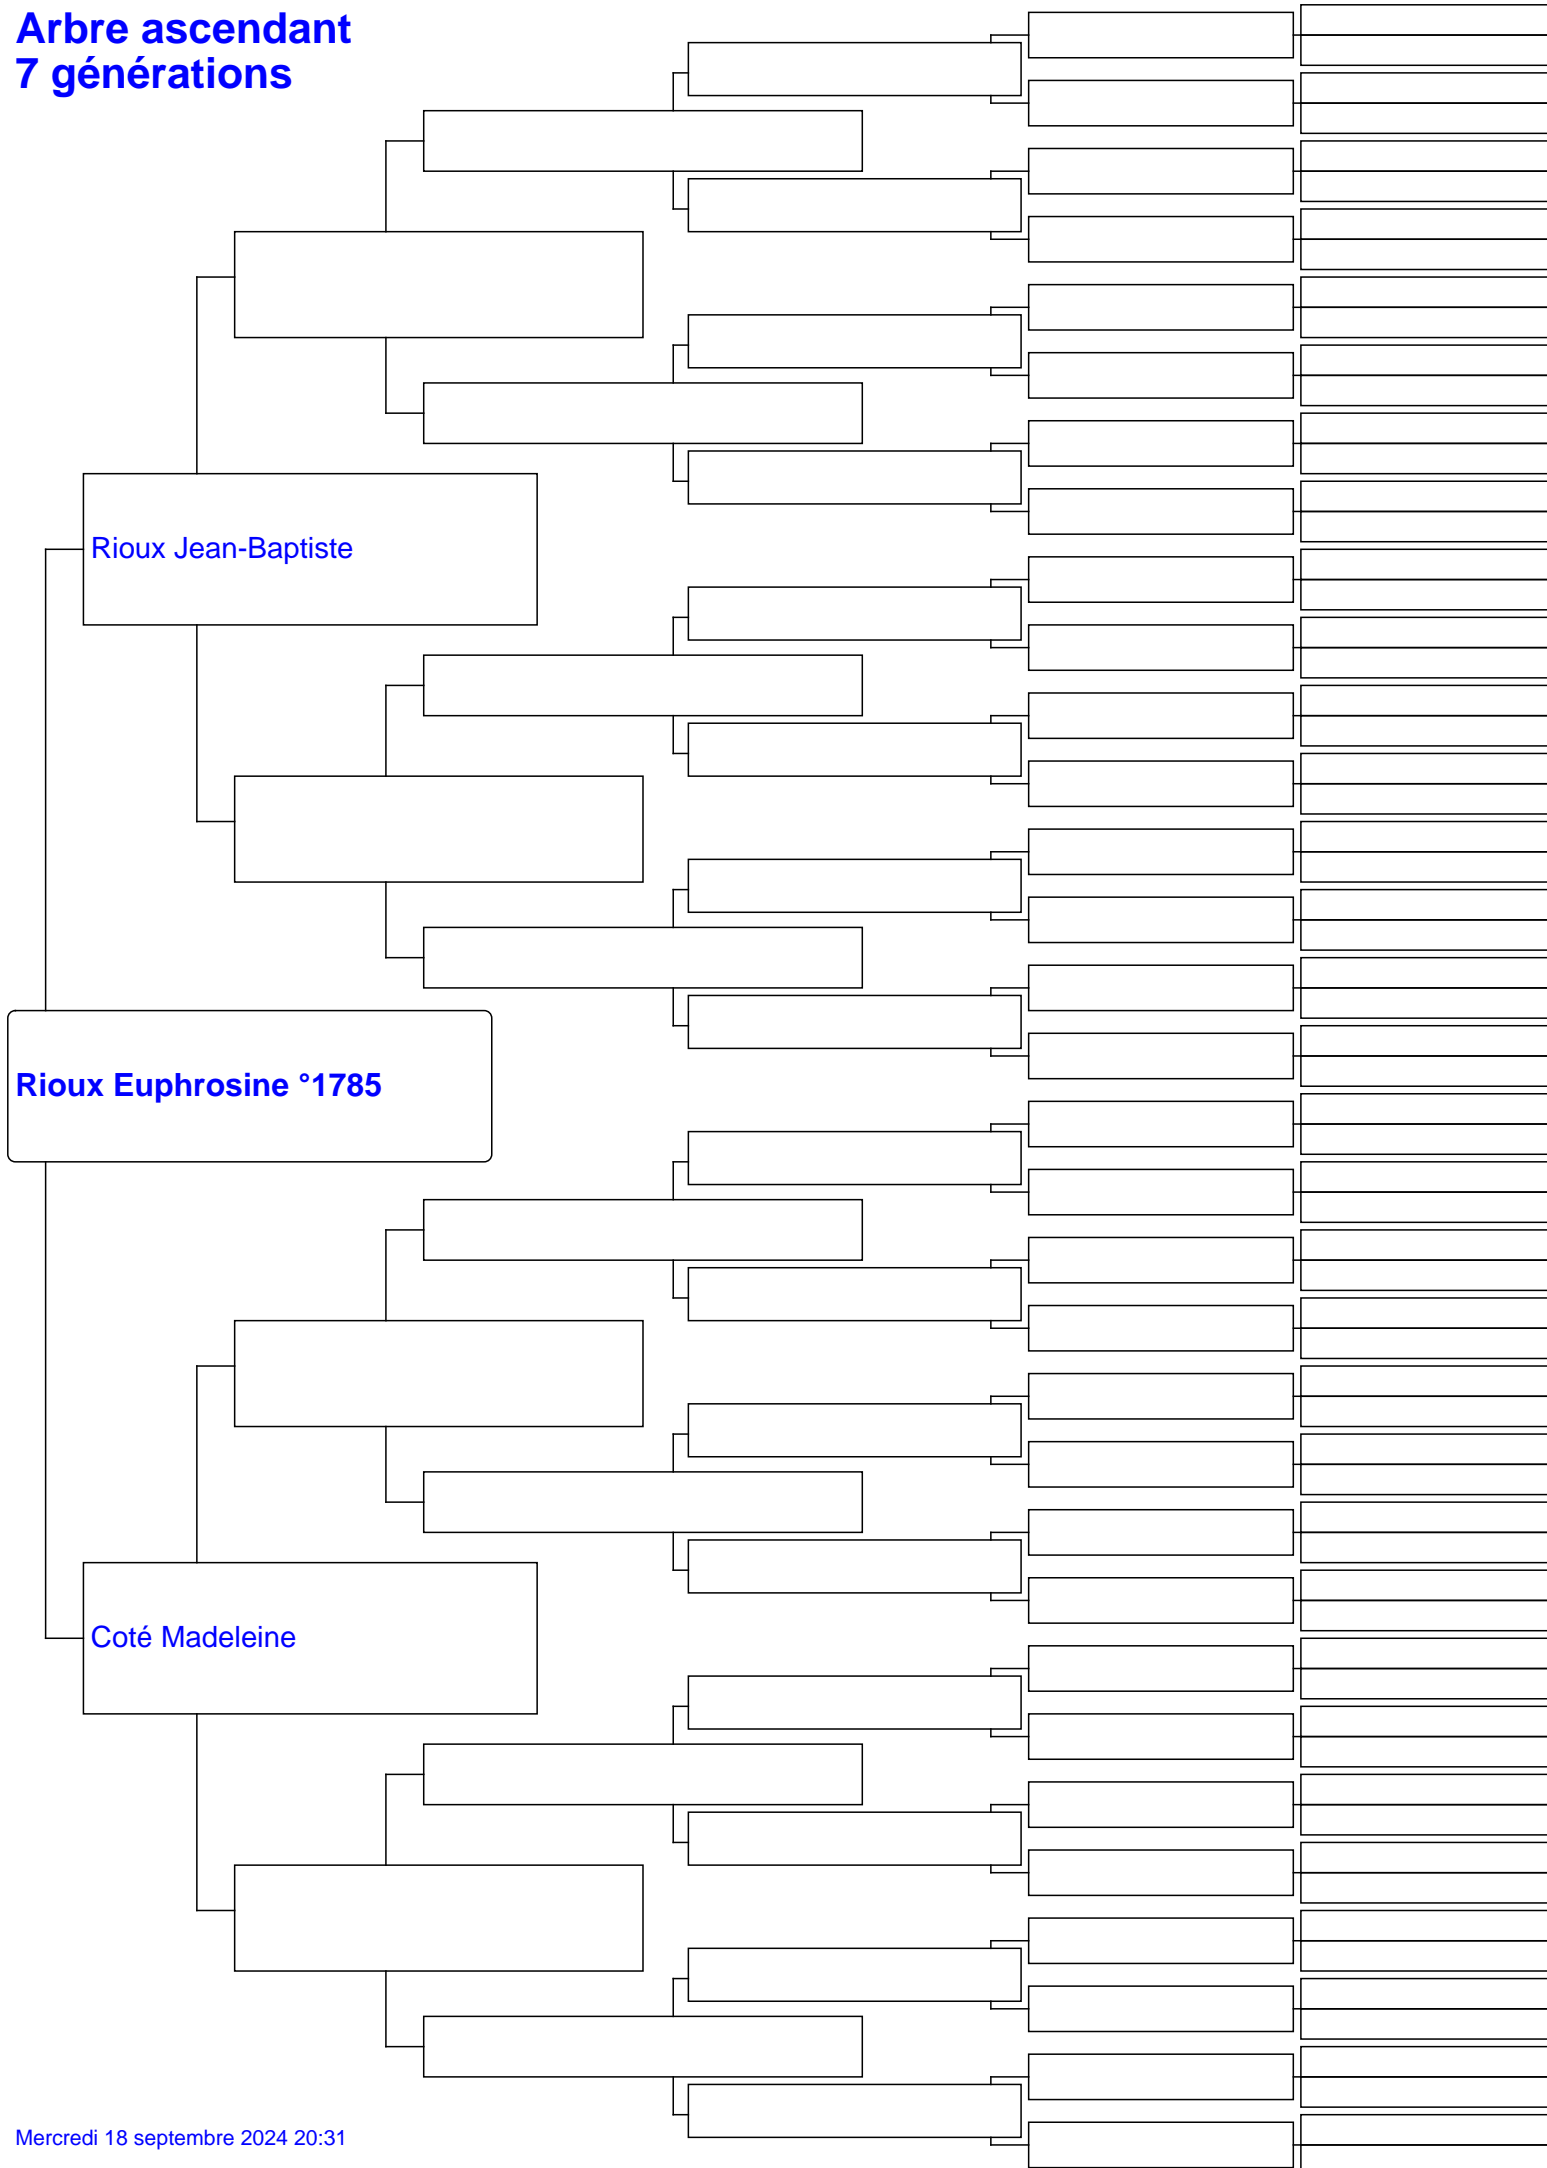 Arbre ascendant
7 générations
Rioux Jean-Baptiste
Rioux Euphrosine °1785
Coté Madeleine
Mercredi 18 septembre 2024 20:31